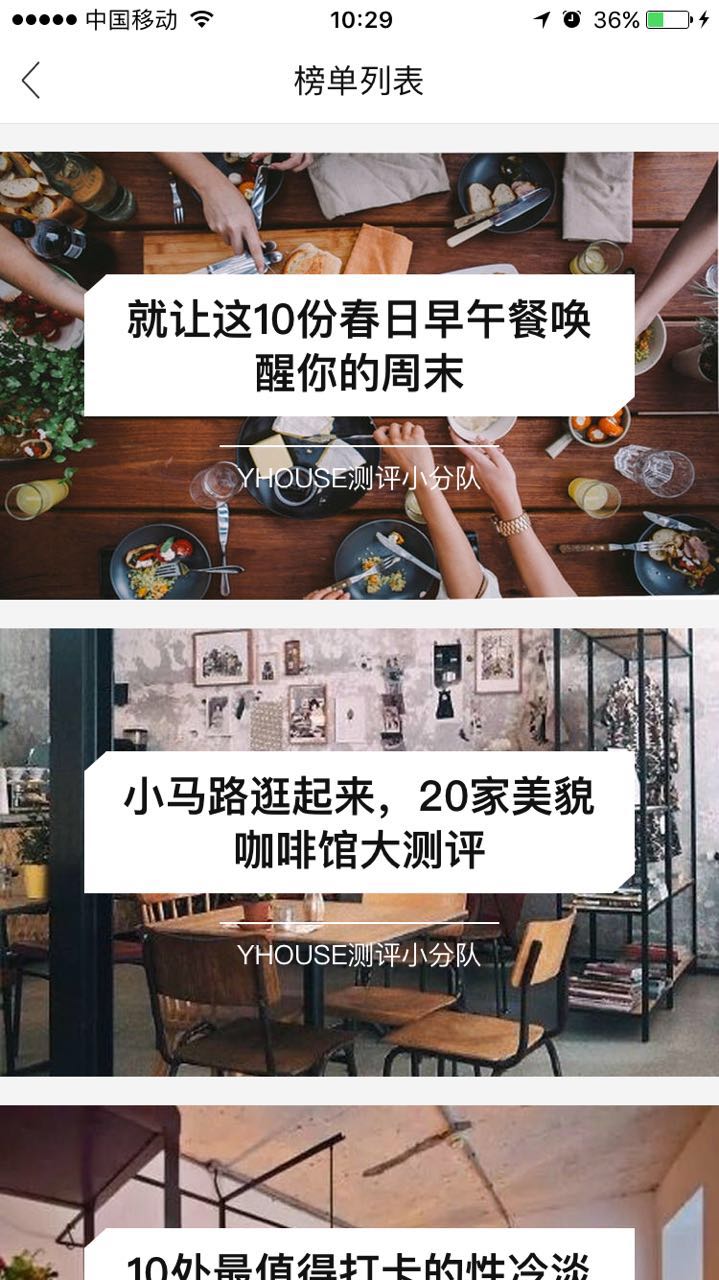 中国移动 10:29 36%
榜单列表
就让这10份春日早午餐唤
醒你的周末
YHOUSE测评小分队
小马路逛起来，20家美貌
咖啡馆大测评
YHOUSE测评小分队
10处最值得打卡的性冷淡